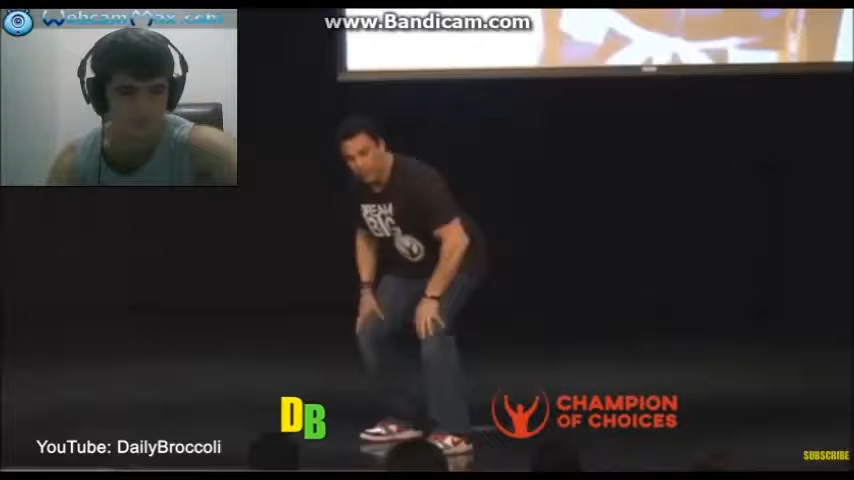 WebcamMax.com
www.Bandicam.com
DREAM
BIG
DB
CHAMPION
OF CHOICES
YouTube: DailyBroccoli
SUBSCRIBE